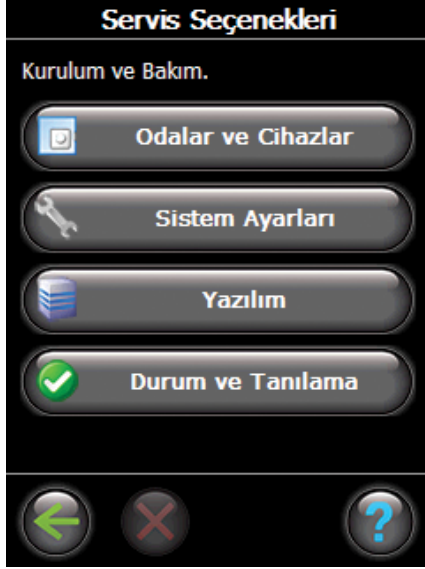 Servis Seçenekleri
Kurulum ve Bakım.
Odalar ve Cihazlar
Sistem Ayarları
Yazılım
Durum ve Tanılama
?